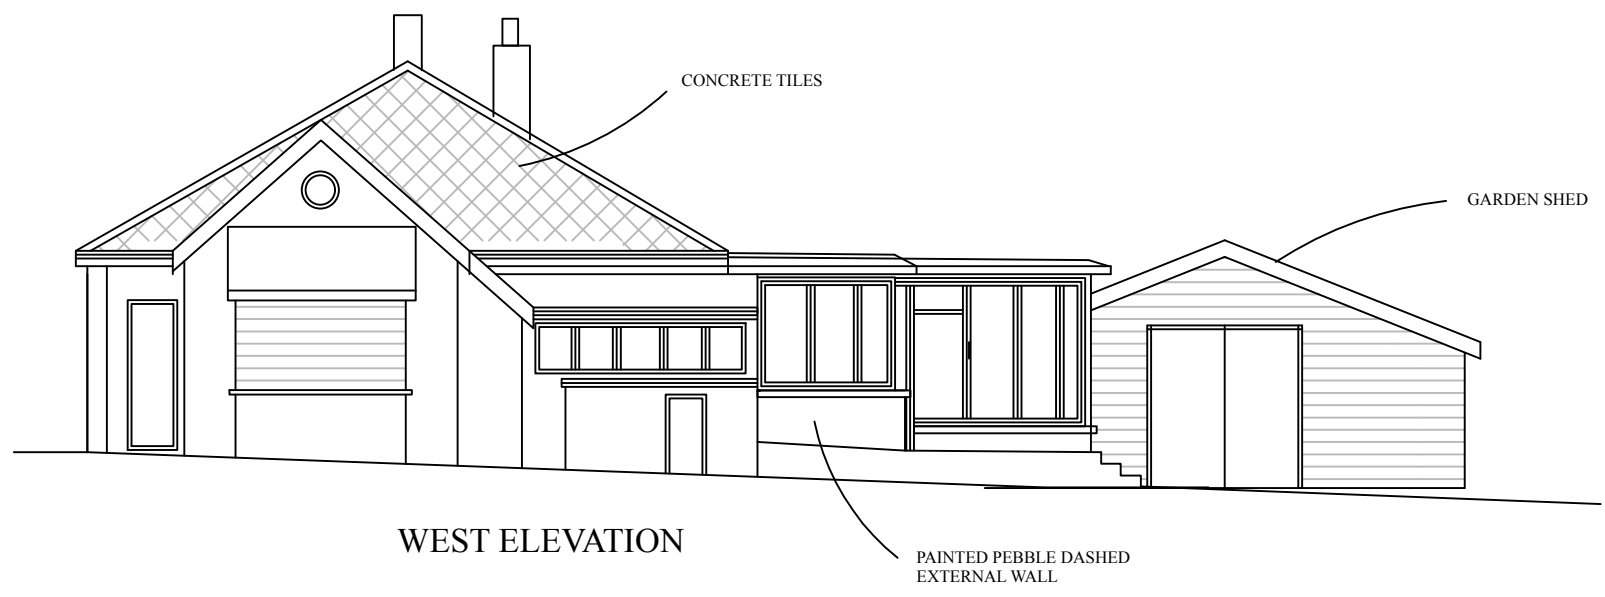 CONCRETE TILES
GARDEN SHED
WEST ELEVATION
PAINTED PEBBLE DASHED
EXTERNAL WALL